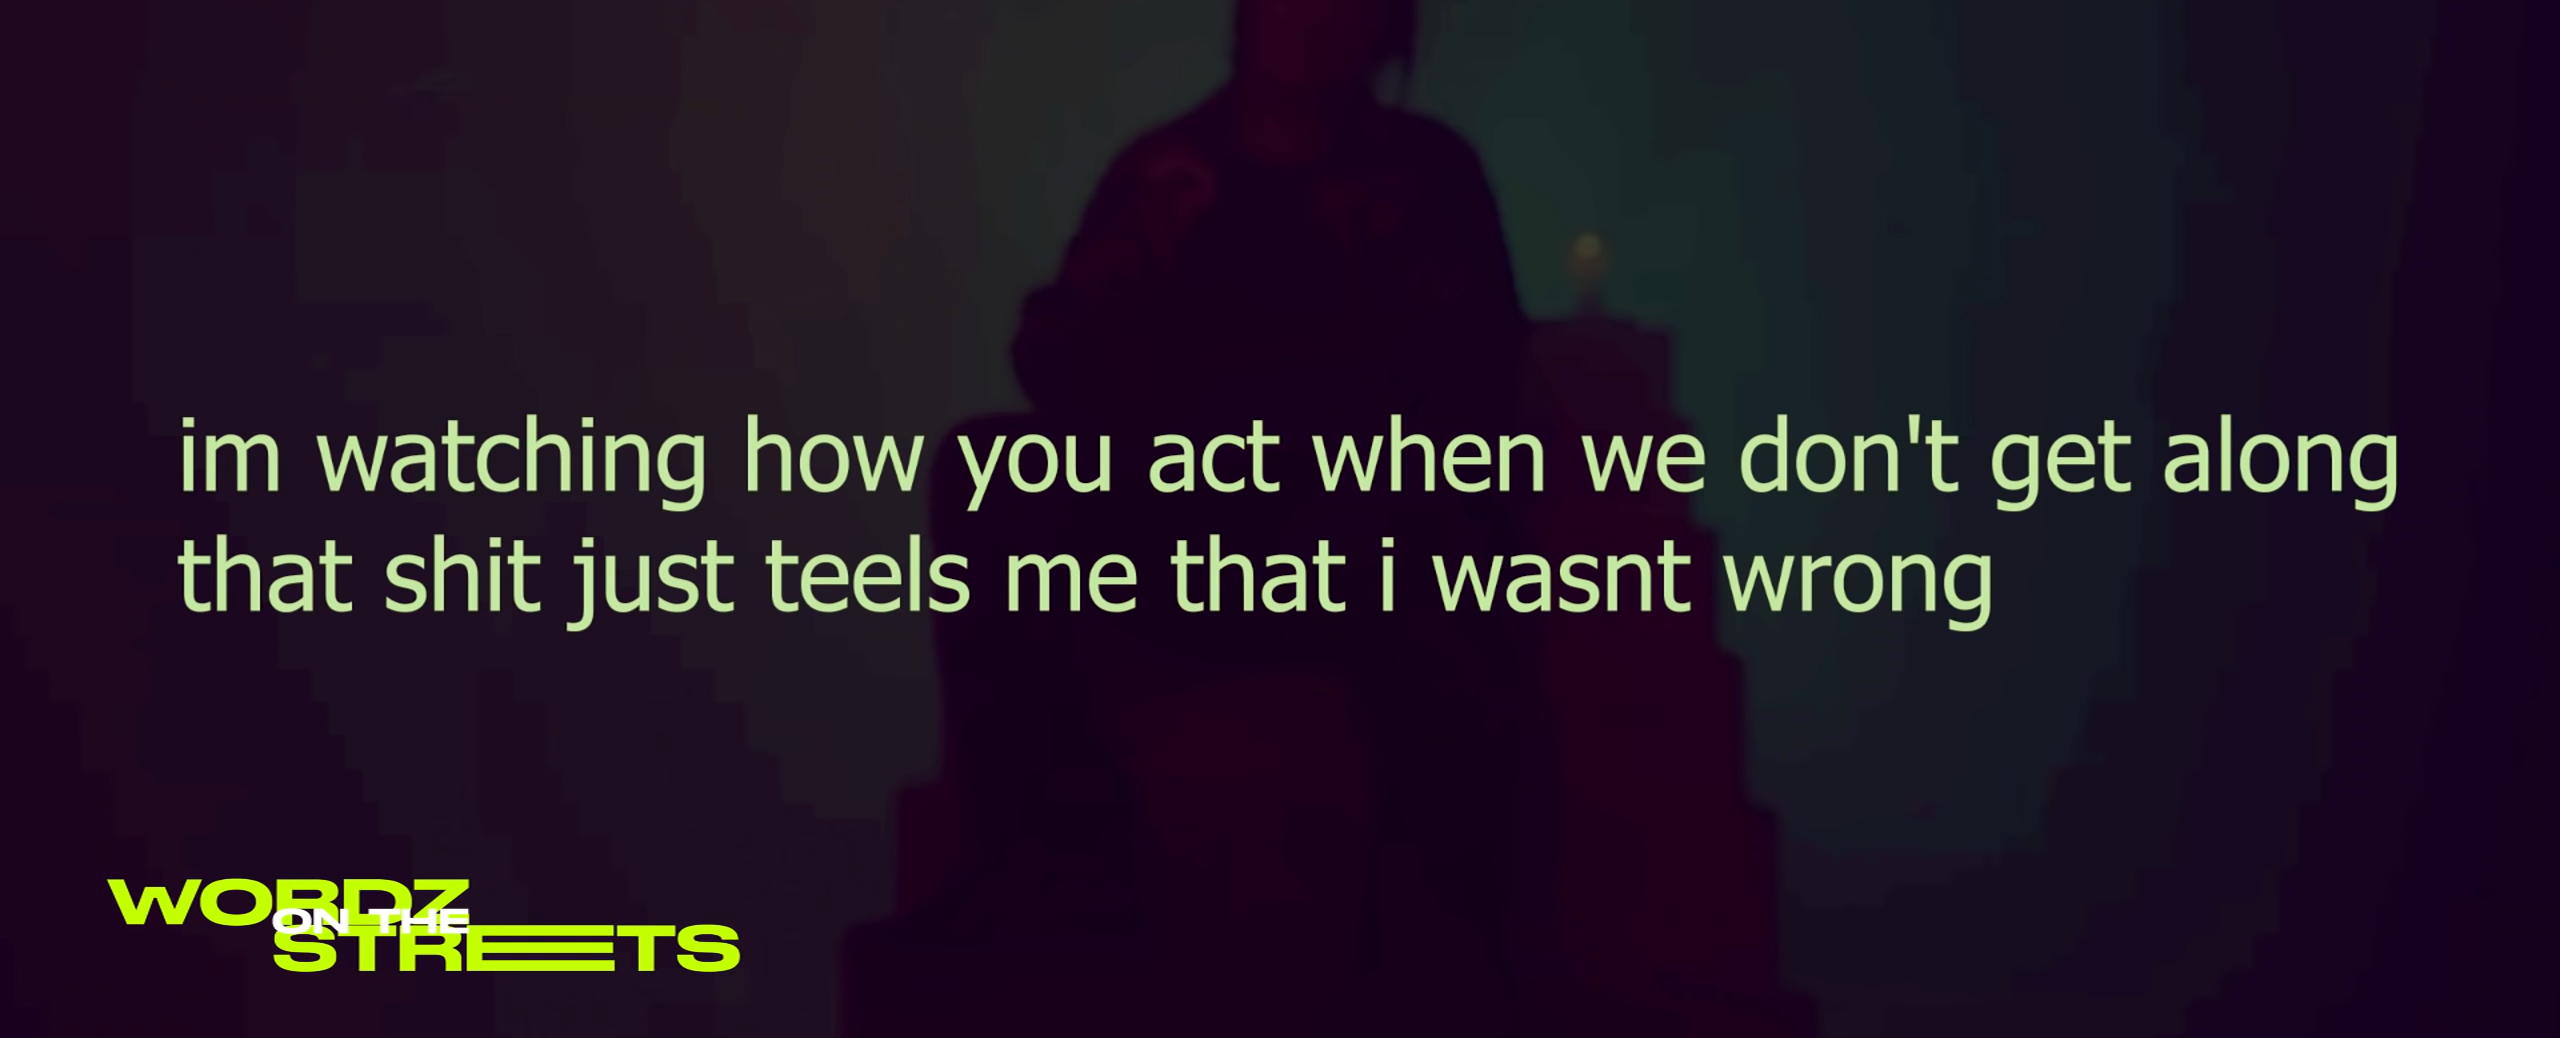 im watching how you act when we don't get along
that shit just teels me that i wasnt wrong
WORDZ
ON THE
STREETS